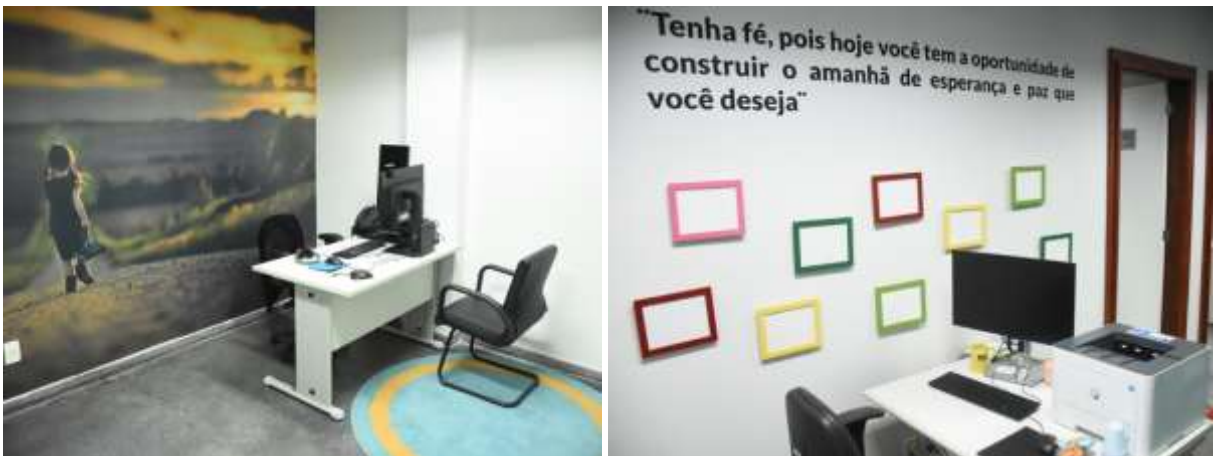 "Tenha fé, pois hoje você tem a oportunidade de
construir o amanhã de esperança e paz que
você deseja"